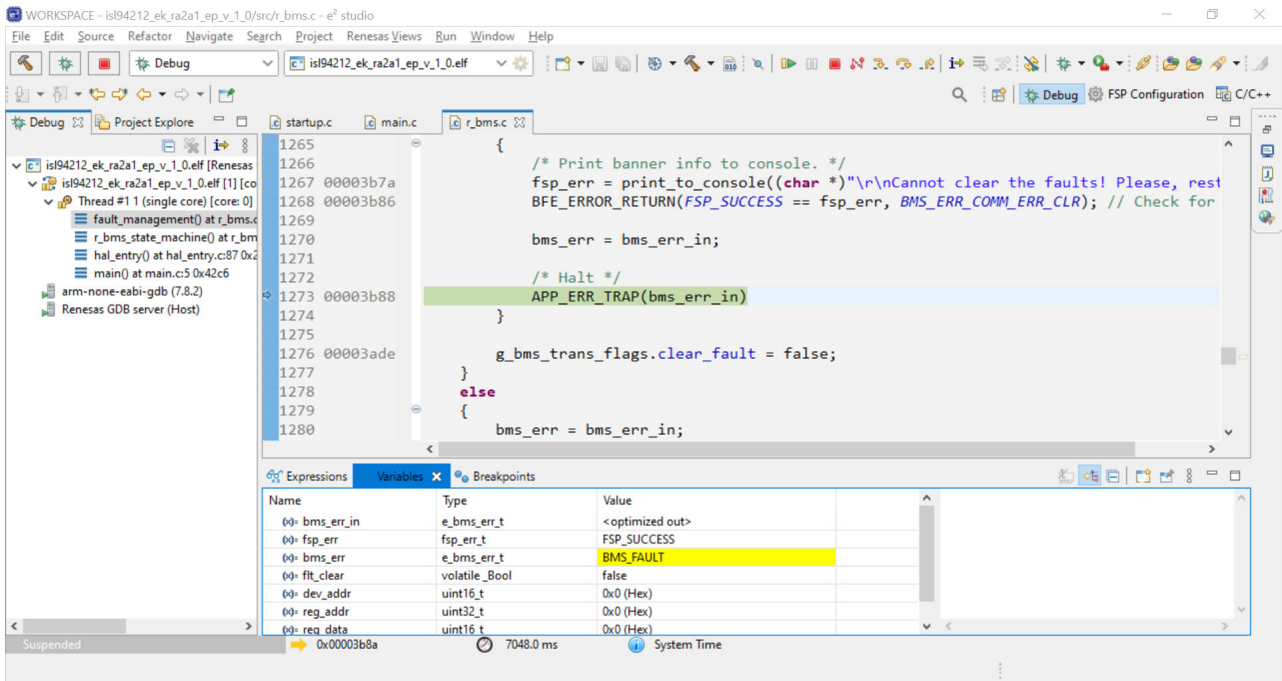 WORKSPACE - isl94212_ek_ra2a1_ep_v_1_0/src/r_bms.c - e² studio
File Edit Source Refactor Navigate Search Project Renesas Views Run Window Help
Debug isl94212_ek_ra2a1_ep_v_1_0.elf
Debug FSP Configuration C/C++
Debug Project Explore startup.c main.c r_bms.c
isl94212_ek_ra2a1_ep_v_1_0.elf [Renesas
isl94212_ek_ra2a1_ep_v_1_0.elf [1] [co
Thread #1 1 (single core) [core: 0]
fault_management() at r_bms.c
r_bms_state_machine() at r_bm
hal_entry() at hal_entry.c:87 0x2
main() at main.c:5 0x42c6
arm-none-eabi-gdb (7.8.2)
Renesas GDB server (Host)
1265 {
1266 /* Print banner info to console. */
1267 00003b7a fsp_err = print_to_console((char *)"\r\nCannot clear the faults! Please, rest
1268 00003b86 BFE_ERROR_RETURN(FSP_SUCCESS == fsp_err, BMS_ERR_COMM_ERR_CLR); // Check for
1269
1270 bms_err = bms_err_in;
1271
1272 /* Halt */
1273 00003b88 APP_ERR_TRAP(bms_err_in)
1274 }
1275
1276 00003ade g_bms_trans_flags.clear_fault = false;
1277 }
1278 else
1279 {
1280 bms_err = bms_err_in;
Expressions Variables Breakpoints
Name Type Value
(x)= bms_err_in e_bms_err_t <optimized out>
(x)= fsp_err fsp_err_t FSP_SUCCESS
(x)= bms_err e_bms_err_t BMS_FAULT
(x)= flt_clear volatile _Bool false
(x)= dev_addr uint16_t 0x0 (Hex)
(x)= reg_addr uint32_t 0x0 (Hex)
(x)= reg_data uint16_t 0x0 (Hex)
Suspended 0x00003b8a 7048.0 ms System Time